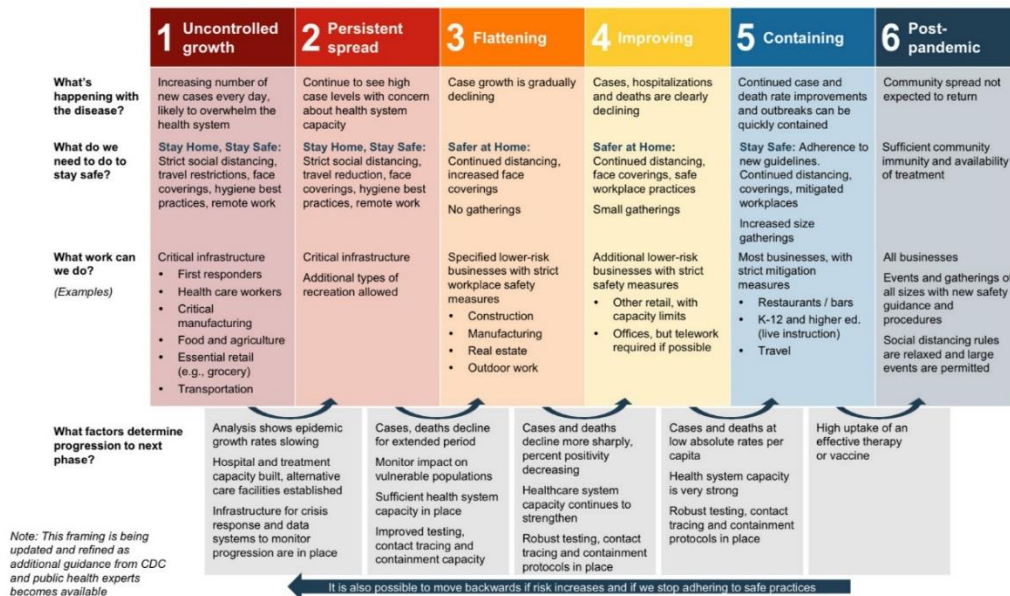 1 Uncontrolled
growth
2 Persistent
spread
3 Flattening
4 Improving
5 Containing
6 Post-
pandemic
What's
happening with
the disease?
Increasing number of
new cases every day,
likely to overwhelm the
health system
Continue to see high
case levels with concern
about health system
capacity
Case growth is gradually
declining
Cases, hospitalizations
and deaths are clearly
declining
Continued case and
death rate improvements
and outbreaks can be
quickly contained
Community spread not
expected to return
What do we
need to do to
stay safe?
Stay Home, Stay Safe:
Strict social distancing,
travel restrictions, face
coverings, hygiene best
practices, remote work
Stay Home, Stay Safe:
Strict social distancing,
travel reduction, face
coverings, hygiene best
practices, remote work
Safer at Home:
Continued distancing,
increased face
coverings
No gatherings
Safer at Home:
Continued distancing,
face coverings, safe
workplace practices
Small gatherings
Stay Safe: Adherence to
new guidelines.
Continued distancing,
coverings, mitigated
workplaces
Increased size
gatherings
Sufficient community
immunity and availability
of treatment
What work can
we do?
(Examples)
Critical infrastructure
• First responders
• Health care workers
• Critical
manufacturing
• Food and agriculture
• Essential retail
(e.g., grocery)
• Transportation
Critical infrastructure
Additional types of
recreation allowed
Specified lower-risk
businesses with strict
workplace safety
measures
• Construction
• Manufacturing
• Real estate
• Outdoor work
Additional lower-risk
businesses with strict
safety measures
• Other retail, with
capacity limits
• Offices, but telework
required if possible
Most businesses, with
strict mitigation
measures
• Restaurants / bars
• K-12 and higher ed.
(live instruction)
• Travel
All businesses
Events and gatherings of
all sizes with new safety
guidance and
procedures
Social distancing rules
are relaxed and large
events are permitted
What factors determine
progression to next
phase?
Analysis shows epidemic
growth rates slowing
Hospital and treatment
capacity built, alternative
care facilities established
Infrastructure for crisis
response and data
systems to monitor
progression are in place
Cases, deaths decline
for extended period
Monitor impact on
vulnerable populations
Sufficient health system
capacity in place
Improved testing,
contact tracing and
containment capacity
Cases and deaths
decline more sharply,
percent positivity
decreasing
Healthcare system
capacity continues to
strengthen
Robust testing, contact
tracing and containment
protocols in place
Cases and deaths at
low absolute rates per
capita
Health system capacity
is very strong
Robust testing, contact
tracing and containment
protocols in place
High uptake of an
effective therapy
or vaccine
Note: This framing is being
updated and refined as
additional guidance from CDC
and public health experts
becomes available
It is also possible to move backwards if risk increases and if we stop adhering to safe practices